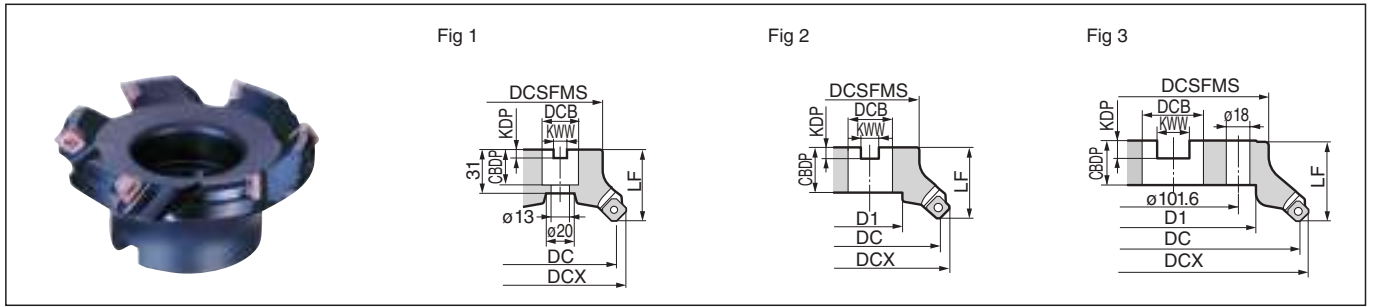 Fig 1
DCSFMS
DCB
KWW
KDP
CBDP
31
LF
ø13
ø20
DC
DCX
Fig 2
DCSFMS
DCB
KWW
KDP
CBDP
LF
D1
DC
DCX
Fig 3
DCSFMS
DCB
KWW
ø18
KDP
CBDP
LF
ø101.6
D1
DC
DCX